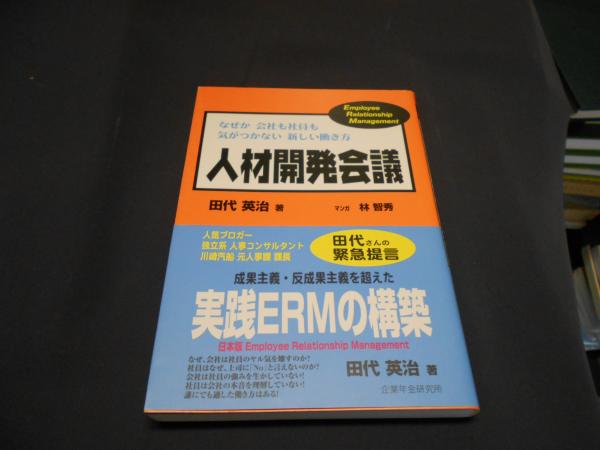 なぜか 会社も社員も
気がつかない 新しい働き方
Employee
Relationship
Management
人材開発会議
田代 英治 著
マンガ 林 智秀
人気ブロガー
独立系 人事コンサルタント
川崎汽船 元人事課 課長
田代さんの
緊急提言
成果主義・反成果主義を超えた
実践ERMの構築
日本版 Employee Relationship Management
なぜ、会社は社員のヤル気を嫌すのか?
社員はなぜ、上司に「No」と言えないのか?
会社は社員の強みを生かしていない!
社員は会社の本音を理解していない!
誰にでも適した働き方はある!
田代 英治 著
企業年金研究所